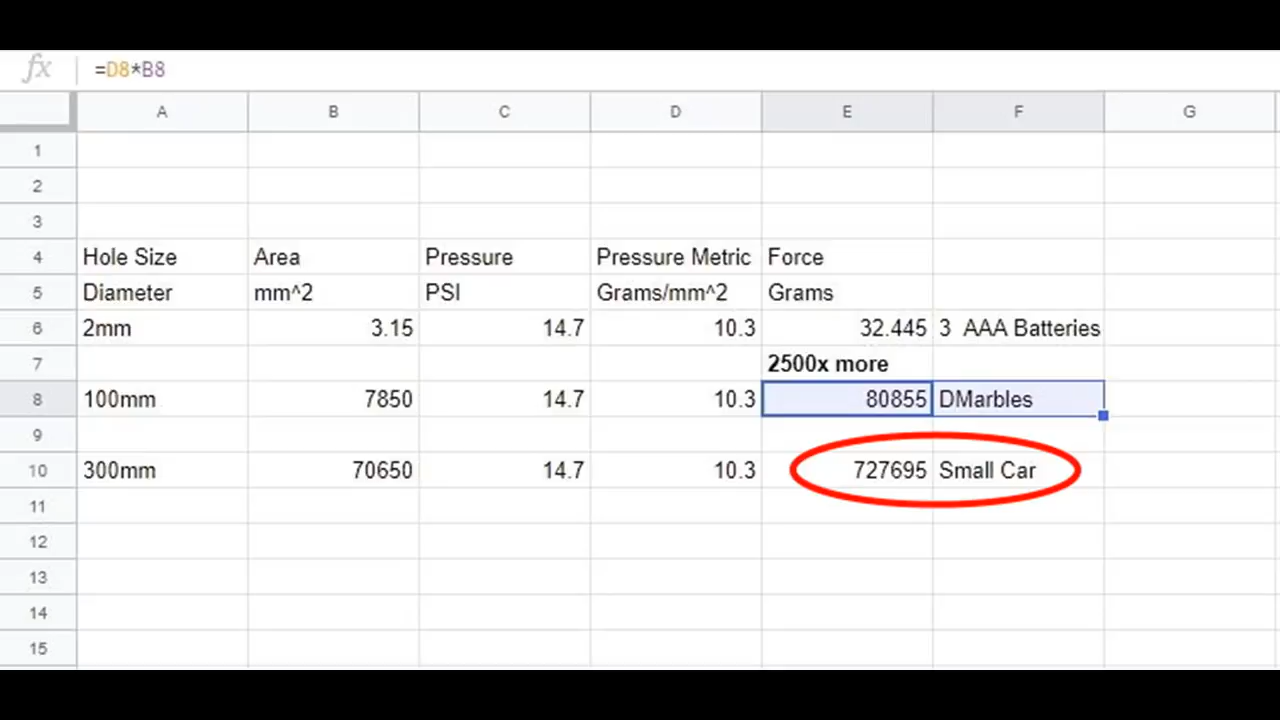 fx =D8*B8
A B C D E F G
1
2
3
4 Hole Size Area Pressure Pressure Metric Force
5 Diameter mm^2 PSI Grams/mm^2 Grams
6 2mm 3.15 14.7 10.3 32.445 3 AAA Batteries
7 2500x more
8 100mm 7850 14.7 10.3 80855 DMarbles
9
10 300mm 70650 14.7 10.3 727695 Small Car
11
12
13
14
15